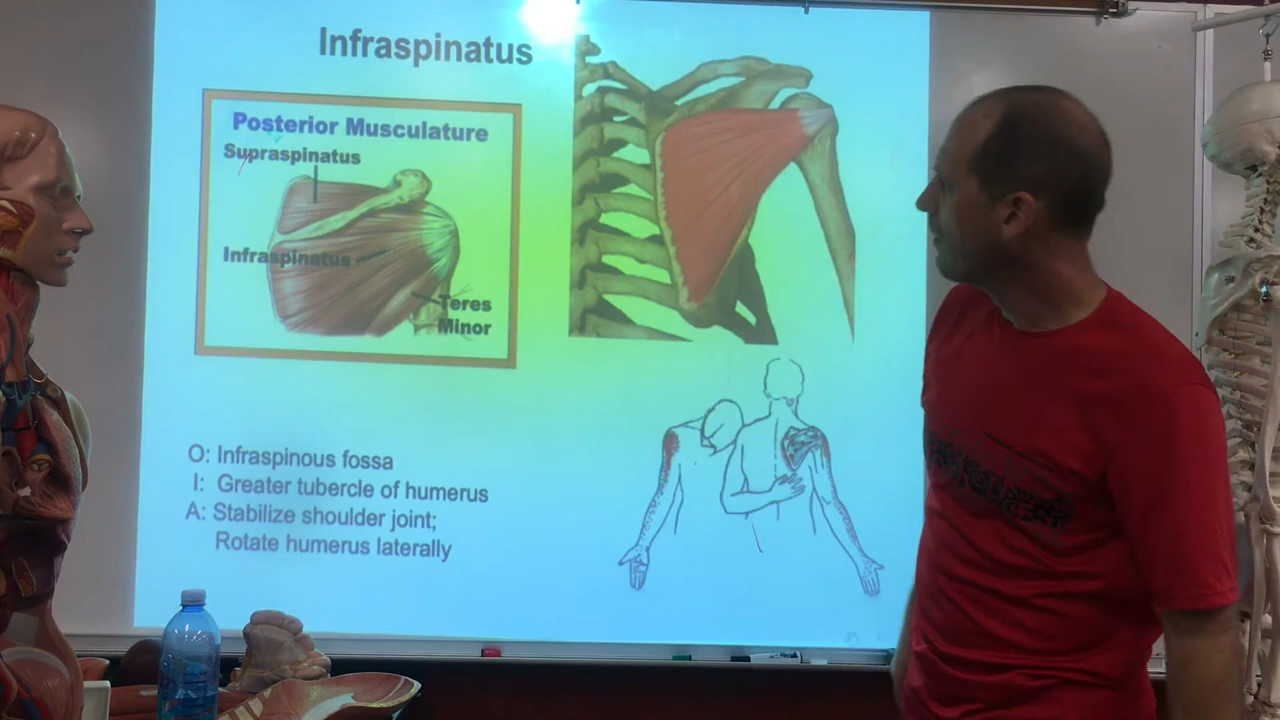 Infraspinatus
Posterior Musculature
Supraspinatus
Infraspinatus
Teres
Minor
O: Infraspinous fossa
I: Greater tubercle of humerus
A: Stabilize shoulder joint;
Rotate humerus laterally